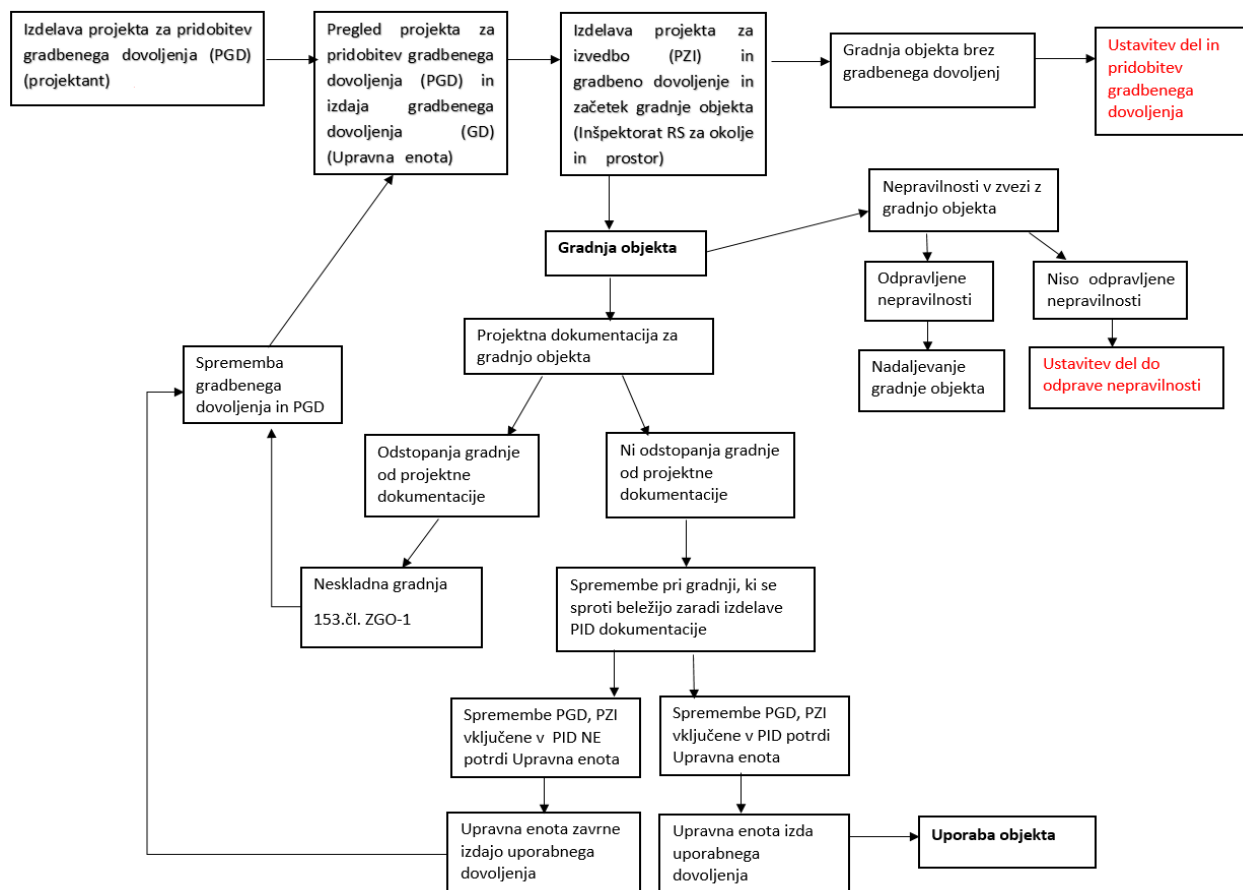 Izdelava projekta za pridobitev
gradbenega dovoljenja (PGD)
(projektant)
Pregled projekta za
pridobitev gradbenega
dovoljenja (PGD) in
izdaja gradbenega
dovoljenja (GD)
(Upravna enota)
Izdelava projekta za
izvedbo (PZI) in
gradbeno dovoljenje in
začetek gradnje objekta
(Inšpektorat RS za okolje
in prostor)
Gradnja objekta brez
gradbenega dovoljenj
Ustavitev del in
pridobitev
gradbenega
dovoljenja
Nepravilnosti v zvezi z
gradnjo objekta
Gradnja objekta
Odpravljene
nepravilnosti
Niso odpravljene
nepravilnosti
Projektna dokumentacija za
gradnjo objekta
Sprememba
gradbenega
dovoljenja in PGD
Nadaljevanje
gradnje objekta
Ustavitev del do
odprave nepravilnosti
Odstopanja gradnje
od projektne
dokumentacije
Ni odstopanja gradnje
od projektne
dokumentacije
Neskladna gradnja
153.čl. ZGO-1
Spremembe pri gradnji, ki se
sproti beležijo zaradi izdelave
PID dokumentacije
Spremembe PGD, PZI
vključene v PID NE
potrdi Upravna enota
Spremembe PGD, PZI
vključene v PID potrdi
Upravna enota
Upravna enota zavrne
izdajo uporabnega
dovoljenja
Upravna enota izda
uporabnega
dovoljenja
Uporaba objekta